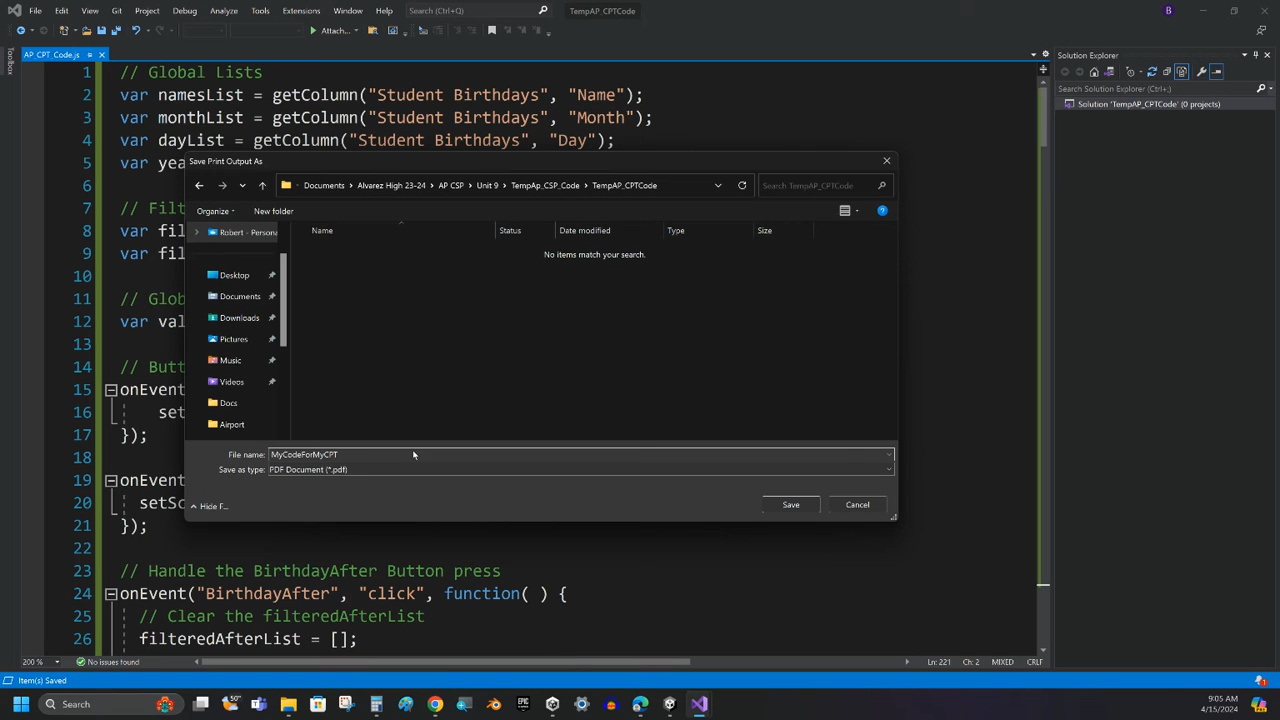 File Edit View Git Project Debug Analyze Tools Extensions Window Help Search (Ctrl+Q) TempAP_CPTCode B
Attach...
Toolbox
AP_CPT_Code.js
Solution Explorer
Search Solution Explorer (Ctrl+;)
Solution 'TempAP_CPTCode' (0 projects)
1 // Global Lists
2 var namesList = getColumn("Student Birthdays", "Name");
3 var monthList = getColumn("Student Birthdays", "Month");
4 var dayList = getColumn("Student Birthdays", "Day");
5 var yea
6
7 // Filt
8 var fil
9 var fil
10
11 // Glob
12 var val
13
14 // Butt
15 onEvent
16 set
17 });
18
19 onEvent
20 setSc
21 });
22
23 // Handle the BirthdayAfter Button press
24 onEvent("BirthdayAfter", "click", function( ) {
25 // Clear the filteredAfterList
26 filteredAfterList = [];
Save Print Output As
Documents > Alvarez High 23-24 > AP CSP > Unit 9 > TempAp_CSP_Code > TempAP_CPTCode
Search TempAP_CPTCode
Organize New folder
Robert - Persona
Name Status Date modified Type Size
No items match your search.
Desktop
Documents
Downloads
Pictures
Music
Videos
Docs
Airport
File name: MyCodeForMyCPT
Save as type: PDF Document (*.pdf)
Hide F... Save Cancel
200 % No issues found Ln: 221 Ch: 2 MIXED CRLF
Item(s) Saved
Search
50°
EPIC
9:05 AM
4/15/2024